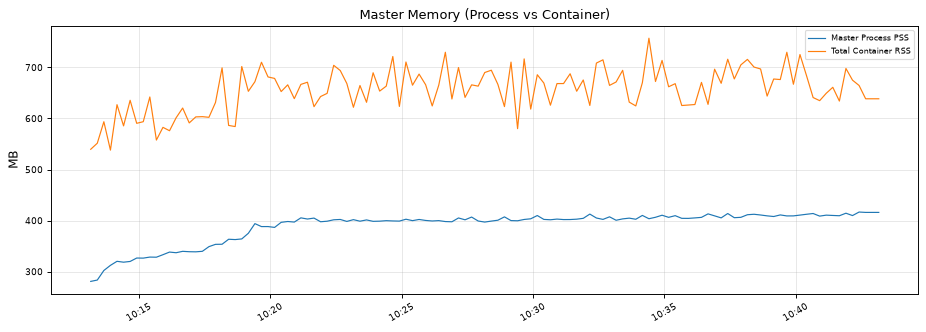 Master Memory (Process vs Container)
Master Process PSS
Total Container RSS
MB
700
600
500
400
300
10:15
10:20
10:25
10:30
10:35
10:40